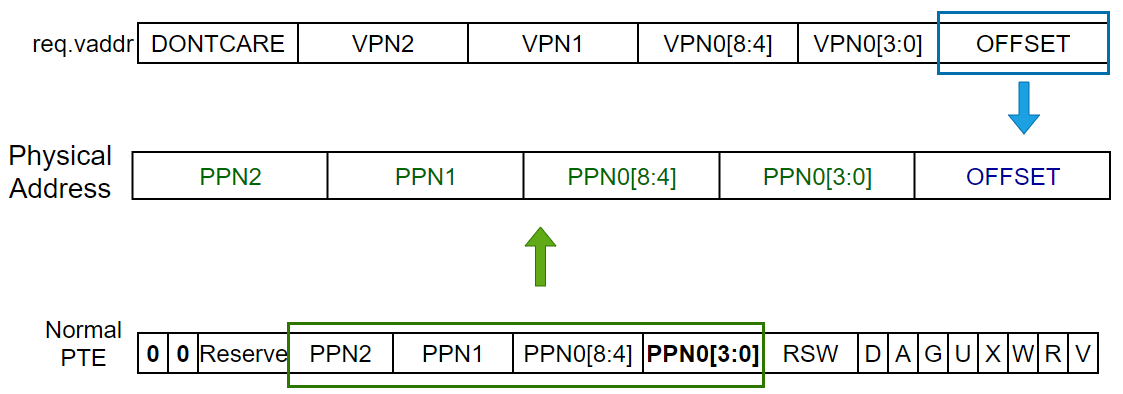 req.vaddr DONTCARE VPN2 VPN1 VPN0[8:4] VPN0[3:0] OFFSET
Physical
Address
PPN2 PPN1 PPN0[8:4] PPN0[3:0] OFFSET
Normal
PTE
0 0 Reserve PPN2 PPN1 PPN0[8:4] PPN0[3:0] RSW D A G U X W R V